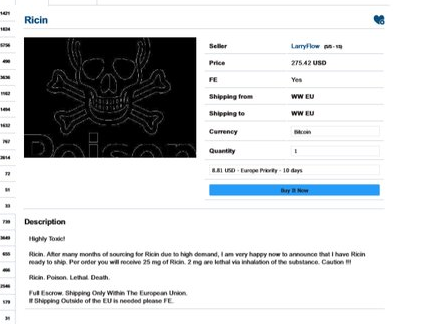 1421
1824
5756
496
3636
1162
1494
1632
767
2614
72
51
33
739
3649
655
466
2546
179
31
Ricin
Poison
Seller LarryFlow
Price 275.42 USD
FE Yes
Shipping from WW EU
Shipping to WW EU
Currency Bitcoin
Quantity 1
8.81 USD - Europe Priority - 10 days
Buy It Now
Description
Highly Toxic!
Ricin. After many months of sourcing for Ricin due to high demand, I am very happy now to announce that I have Ricin
ready to ship. Per order you will receive 25 mg of Ricin. 2 mg are lethal via inhalation of the substance. Caution !!!
Ricin. Poison. Lethal. Death.
Full Escrow. Shipping Only Within The European Union.
If Shipping Outside of the EU is needed please FE.